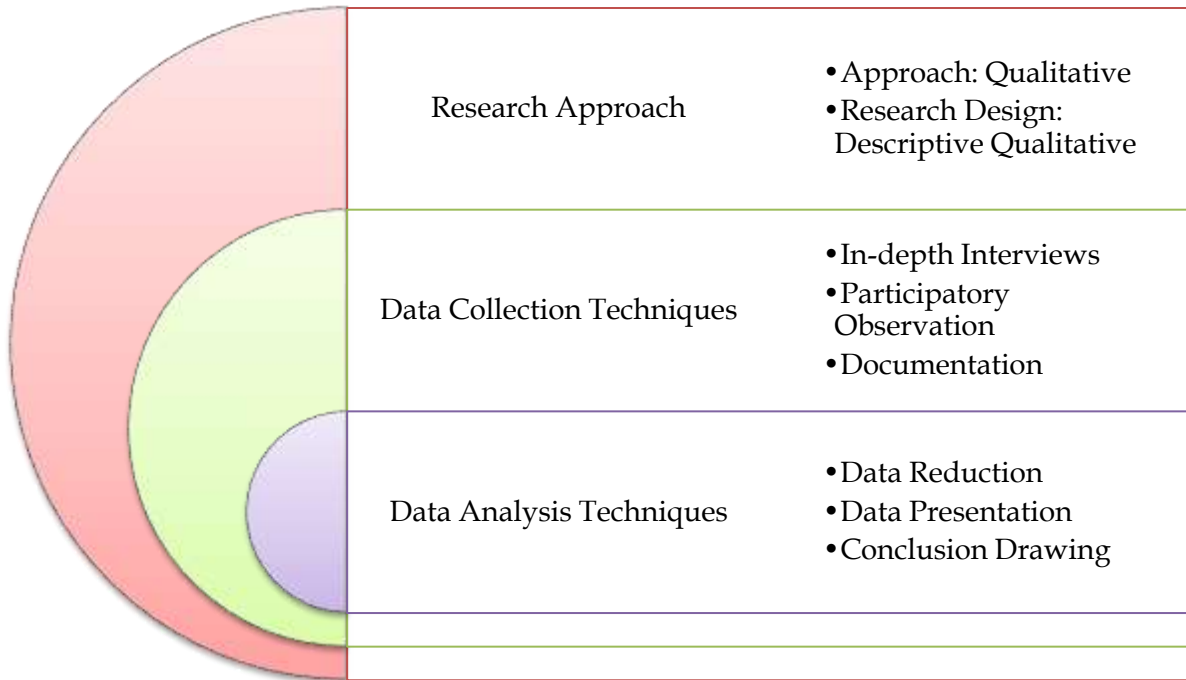 Research Approach
•Approach: Qualitative
•Research Design:
Descriptive Qualitative
Data Collection Techniques
•In-depth Interviews
•Participatory
Observation
•Documentation
Data Analysis Techniques
•Data Reduction
•Data Presentation
•Conclusion Drawing